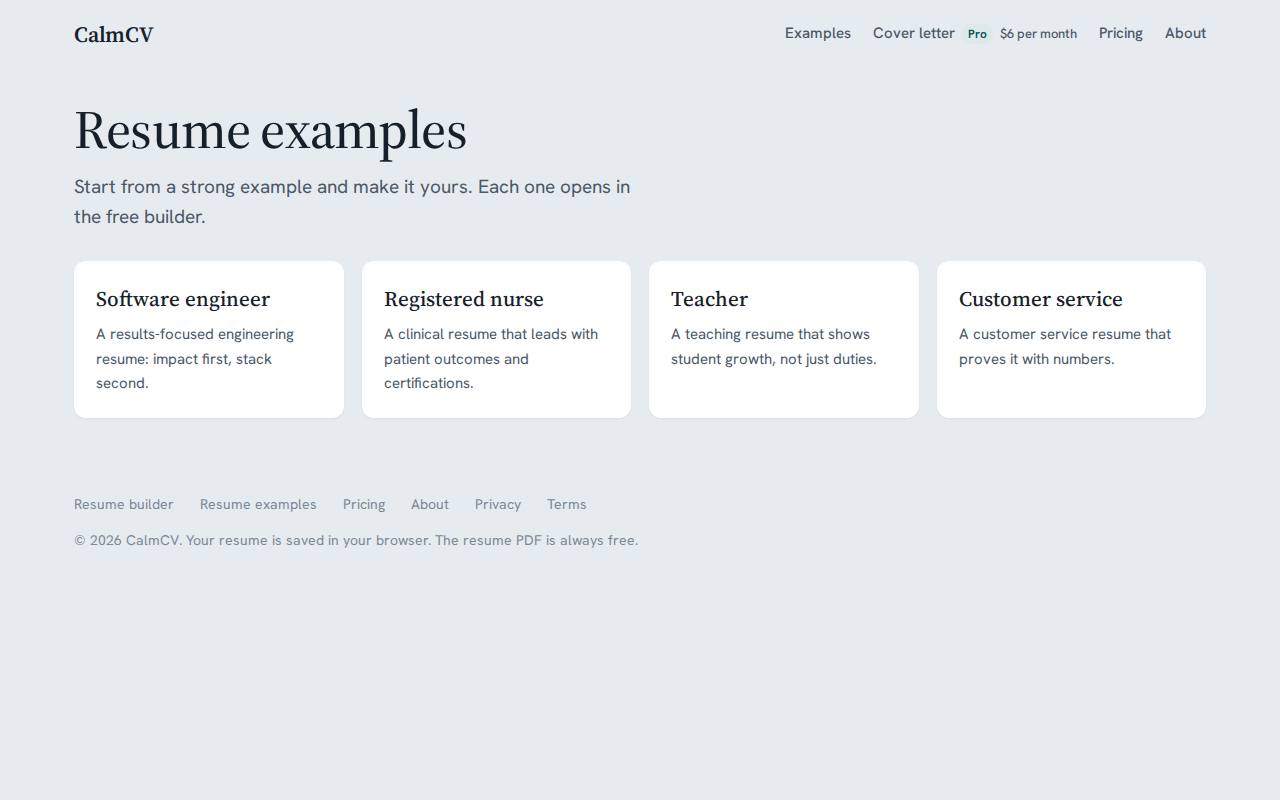 CalmCV
Examples
Cover letter Pro $6 per month
Pricing
About
Resume examples
Start from a strong example and make it yours. Each one opens in
the free builder.
Software engineer
A results-focused engineering
resume: impact first, stack
second.
Registered nurse
A clinical resume that leads with
patient outcomes and
certifications.
Teacher
A teaching resume that shows
student growth, not just duties.
Customer service
A customer service resume that
proves it with numbers.
Resume builder
Resume examples
Pricing
About
Privacy
Terms
© 2026 CalmCV. Your resume is saved in your browser. The resume PDF is always free.